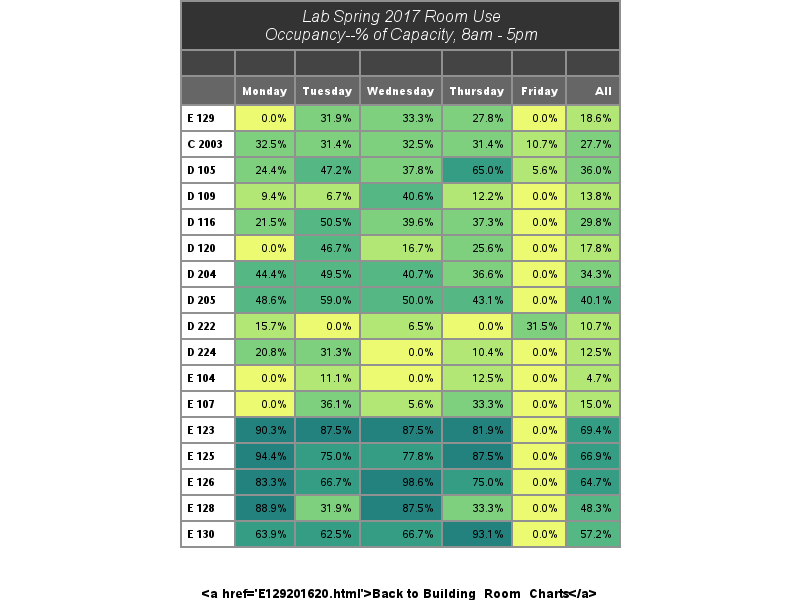 Lab Spring 2017 Room Use
Occupancy--% of Capacity, 8am - 5pm
Monday Tuesday Wednesday Thursday Friday All
E 129 0.0% 31.9% 33.3% 27.8% 0.0% 18.6%
C 2003 32.5% 31.4% 32.5% 31.4% 10.7% 27.7%
D 105 24.4% 47.2% 37.8% 65.0% 5.6% 36.0%
D 109 9.4% 6.7% 40.6% 12.2% 0.0% 13.8%
D 116 21.5% 50.5% 39.6% 37.3% 0.0% 29.8%
D 120 0.0% 46.7% 16.7% 25.6% 0.0% 17.8%
D 204 44.4% 49.5% 40.7% 36.6% 0.0% 34.3%
D 205 48.6% 59.0% 50.0% 43.1% 0.0% 40.1%
D 222 15.7% 0.0% 6.5% 0.0% 31.5% 10.7%
D 224 20.8% 31.3% 0.0% 10.4% 0.0% 12.5%
E 104 0.0% 11.1% 0.0% 12.5% 0.0% 4.7%
E 107 0.0% 36.1% 5.6% 33.3% 0.0% 15.0%
E 123 90.3% 87.5% 87.5% 81.9% 0.0% 69.4%
E 125 94.4% 75.0% 77.8% 87.5% 0.0% 66.9%
E 126 83.3% 66.7% 98.6% 75.0% 0.0% 64.7%
E 128 88.9% 31.9% 87.5% 33.3% 0.0% 48.3%
E 130 63.9% 62.5% 66.7% 93.1% 0.0% 57.2%
<a href='E129201620.html'>Back to Building_Room_Charts</a>